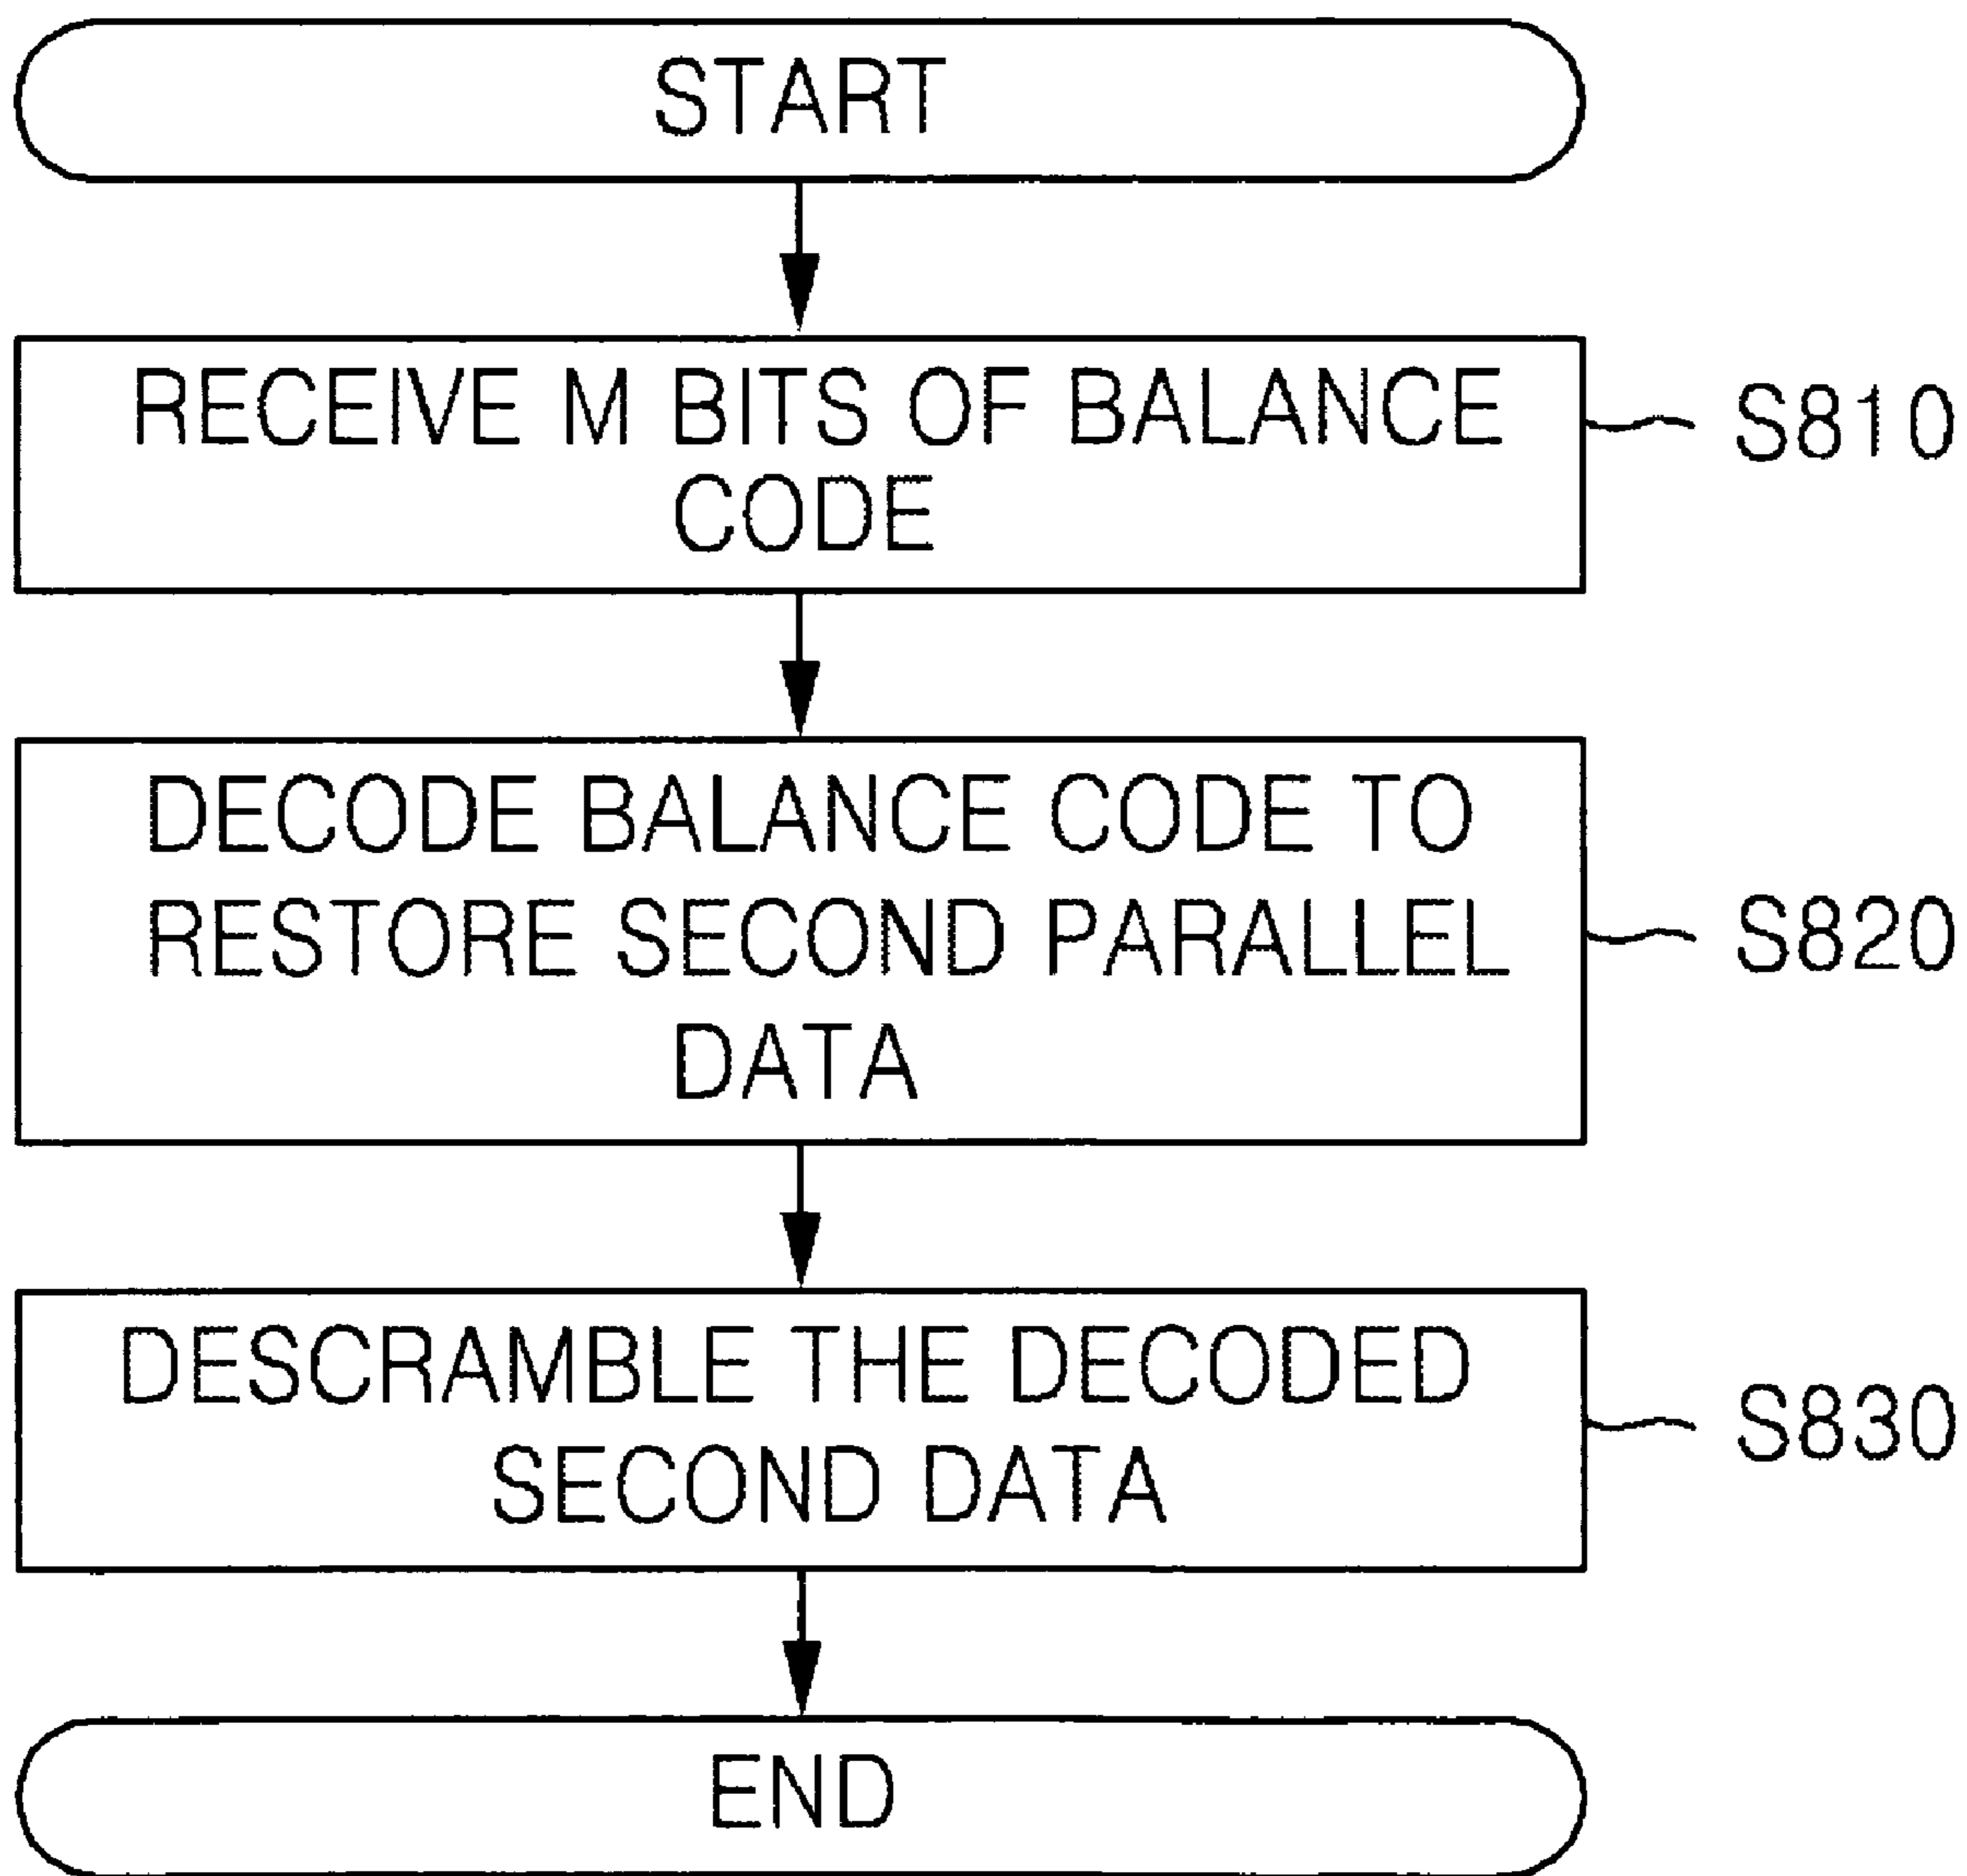 START
RECEIVE M BITS OF BALANCE
CODE
S810
DECODE BALANCE CODE TO
RESTORE SECOND PARALLEL
DATA
S820
DESCRAMBLE THE DECODED
SECOND DATA
S830
END